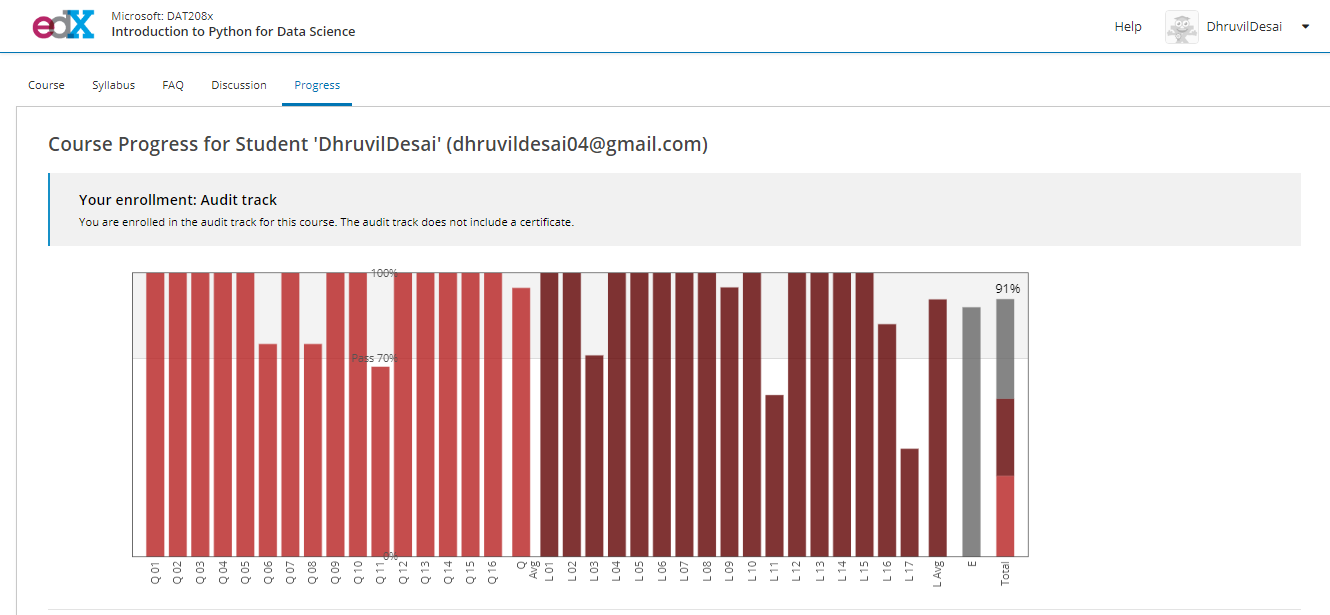 edX
Microsoft: DAT208x
Introduction to Python for Data Science
Help
DhruvilDesai
Course
Syllabus
FAQ
Discussion
Progress
Course Progress for Student 'DhruvilDesai' (dhruvildesai04@gmail.com)
Your enrollment: Audit track
You are enrolled in the audit track for this course. The audit track does not include a certificate.
100%
91%
Pass 70%
0%
Q 01
Q 02
Q 03
Q 04
Q 05
Q 06
Q 07
Q 08
Q 09
Q 10
Q 11
Q 12
Q 13
Q 14
Q 15
Q 16
Q
Avg
L 01
L 02
L 03
L 04
L 05
L 06
L 07
L 08
L 09
L 10
L 11
L 12
L 13
L 14
L 15
L 16
L 17
L Avg
E
Total